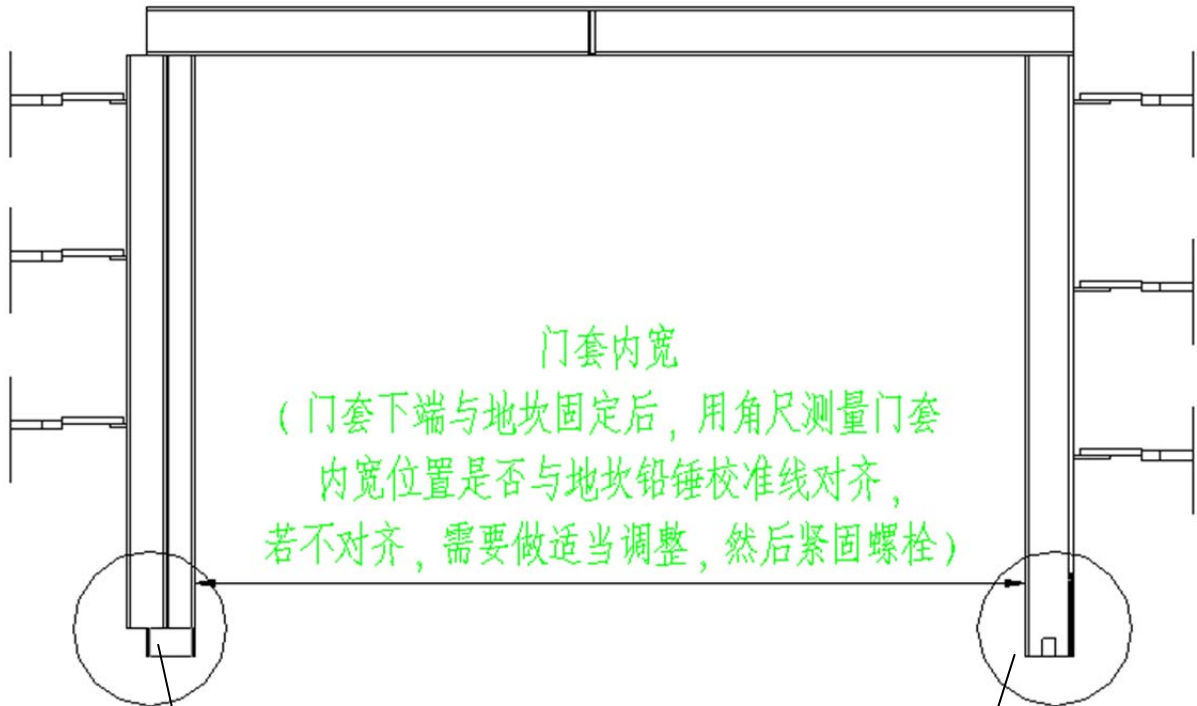 门套内宽
(门套下端与地坎固定后,用角尺测量门套
内宽位置是否与地坎铅锤校准线对齐,
若不对齐,需要做适当调整,然后紧固螺栓)